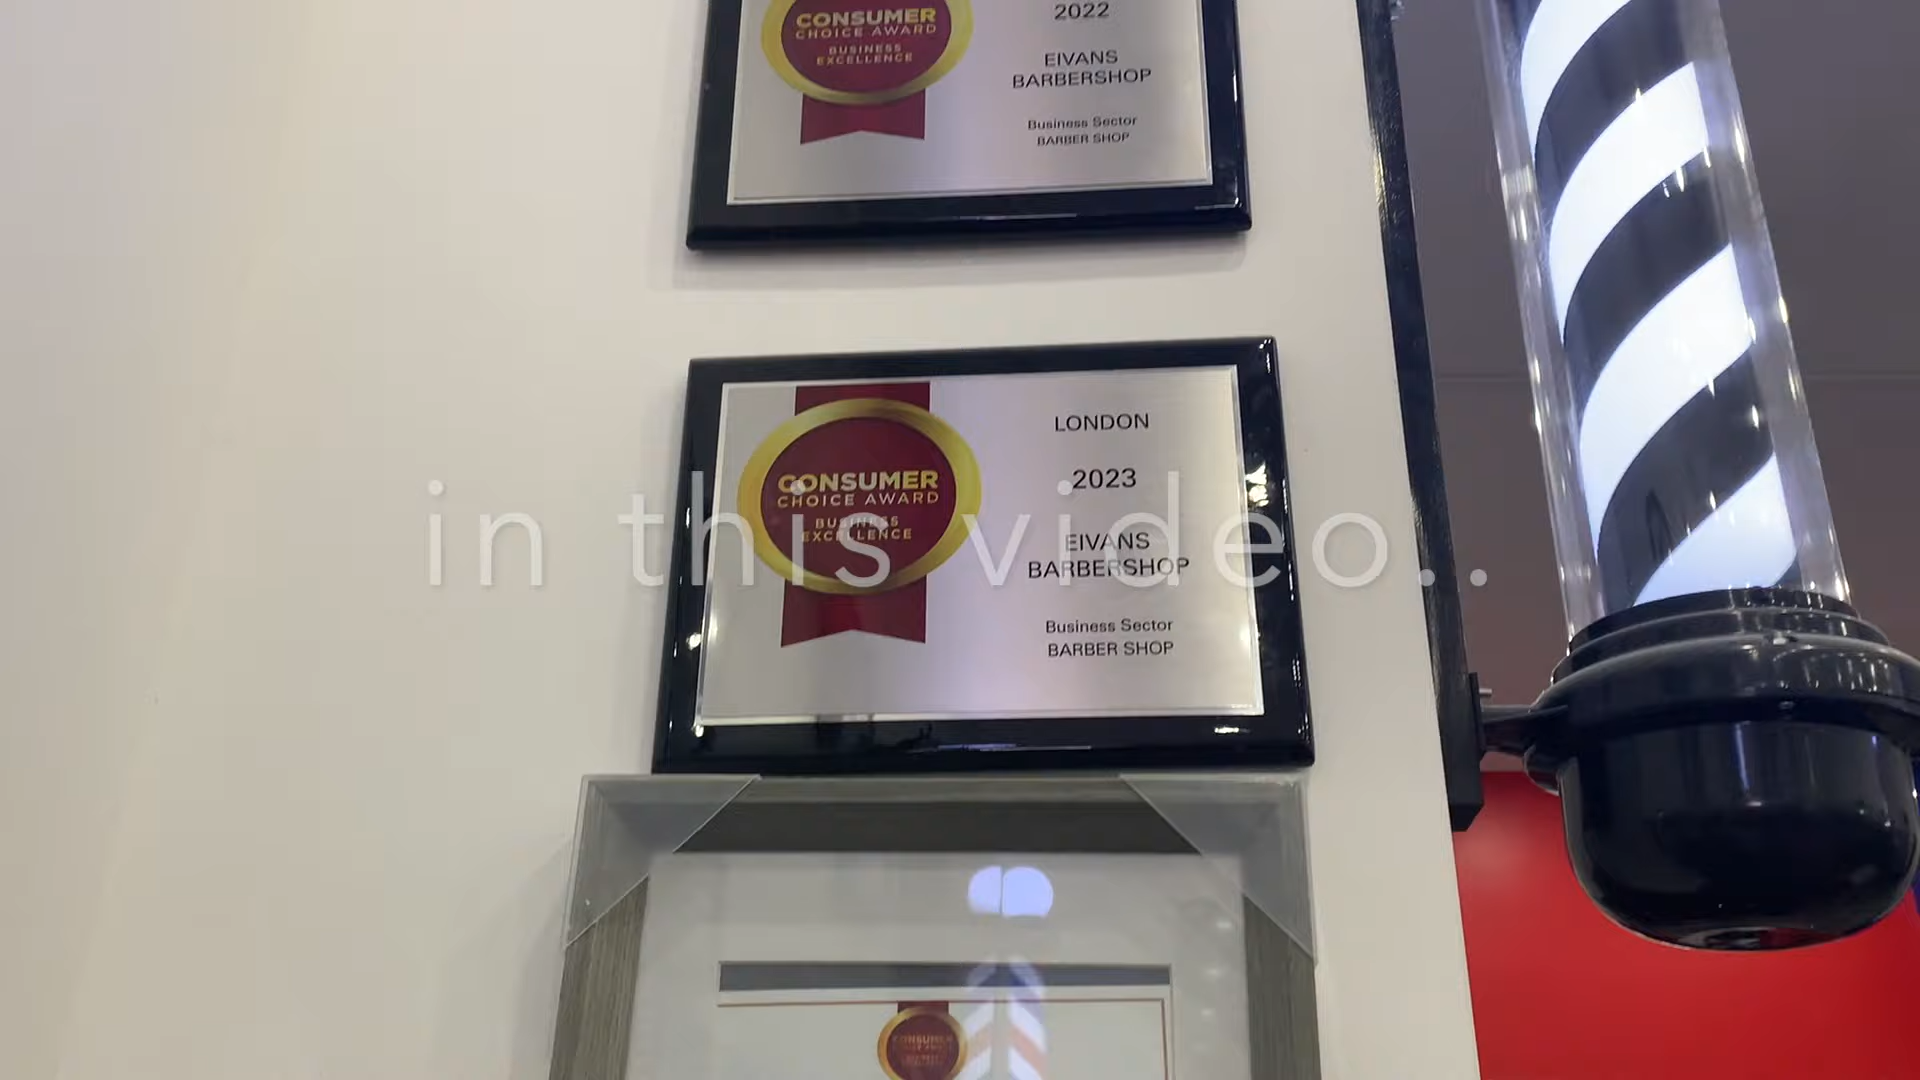 CONSUMER
CHOICE AWARD
BUSINESS
EXCELLENCE
2022
EIVANS
BARBERSHOP
Business Sector
BARBER SHOP
CONSUMER
CHOICE AWARD
BUSINESS
EXCELLENCE
LONDON
2023
EIVANS
BARBERSHOP
Business Sector
BARBER SHOP
in this video..
CONSUMER